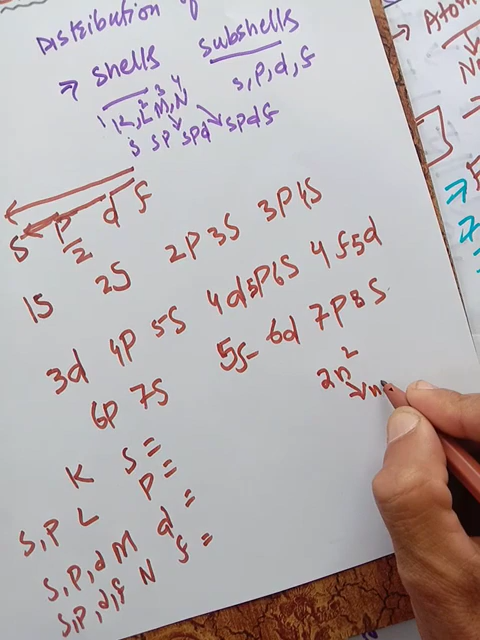 Distribution of
→ shells subshells
1 2 3 4
K, L, M, N s, p, d, f
s sp spd spdf
s p d f
2
1s 2s 2p 3s 3p 4s
3d 4p 5s 4d 5p 6s 4f 5d
6p 7s 5f 6d 7p 8s
2n²
K s =
s, p L p =
s, p, d M d =
s, p, d, f N f =
Atom